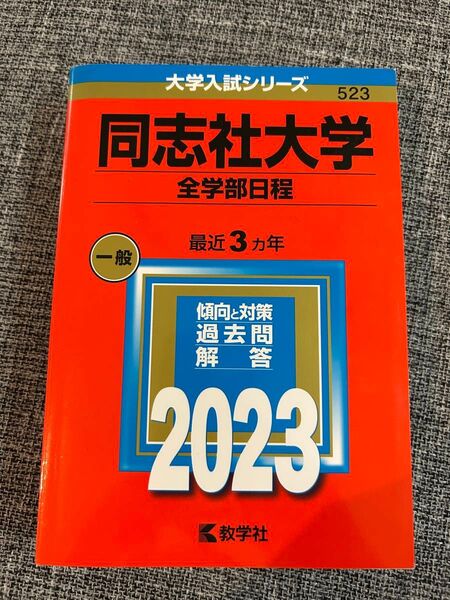 大学入試シリーズ
523
同志社大学
全学部日程
最近3ヵ年
一般
傾向と対策
過去問
解答
2023
教学社